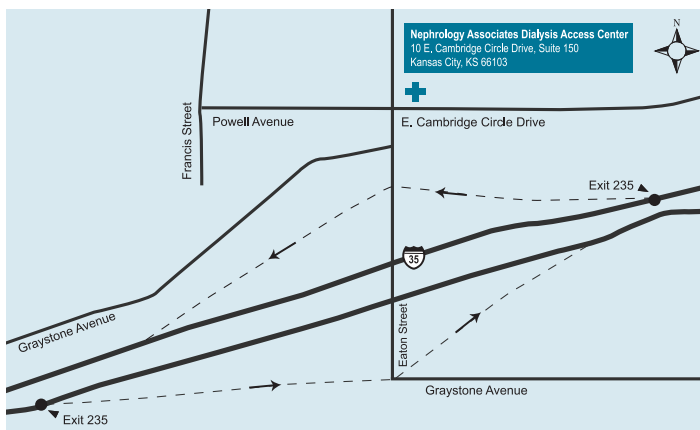 Nephrology Associates Dialysis Access Center
10 E. Cambridge Circle Drive, Suite 150
Kansas City, KS 66103
N
Francis Street
Powell Avenue
E. Cambridge Circle Drive
Exit 235
35
Graystone Avenue
Eaton Street
Graystone Avenue
Exit 235